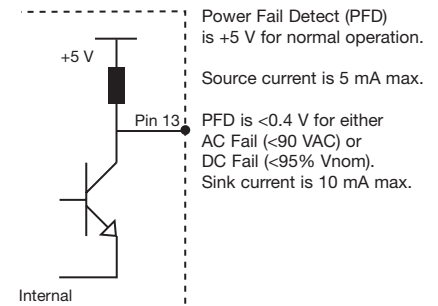 Power Fail Detect (PFD)
is +5 V for normal operation.
+5 V
Source current is 5 mA max.
Pin 13
PFD is <0.4 V for either
AC Fail (<90 VAC) or
DC Fail (<95% Vnom).
Sink current is 10 mA max.
Internal